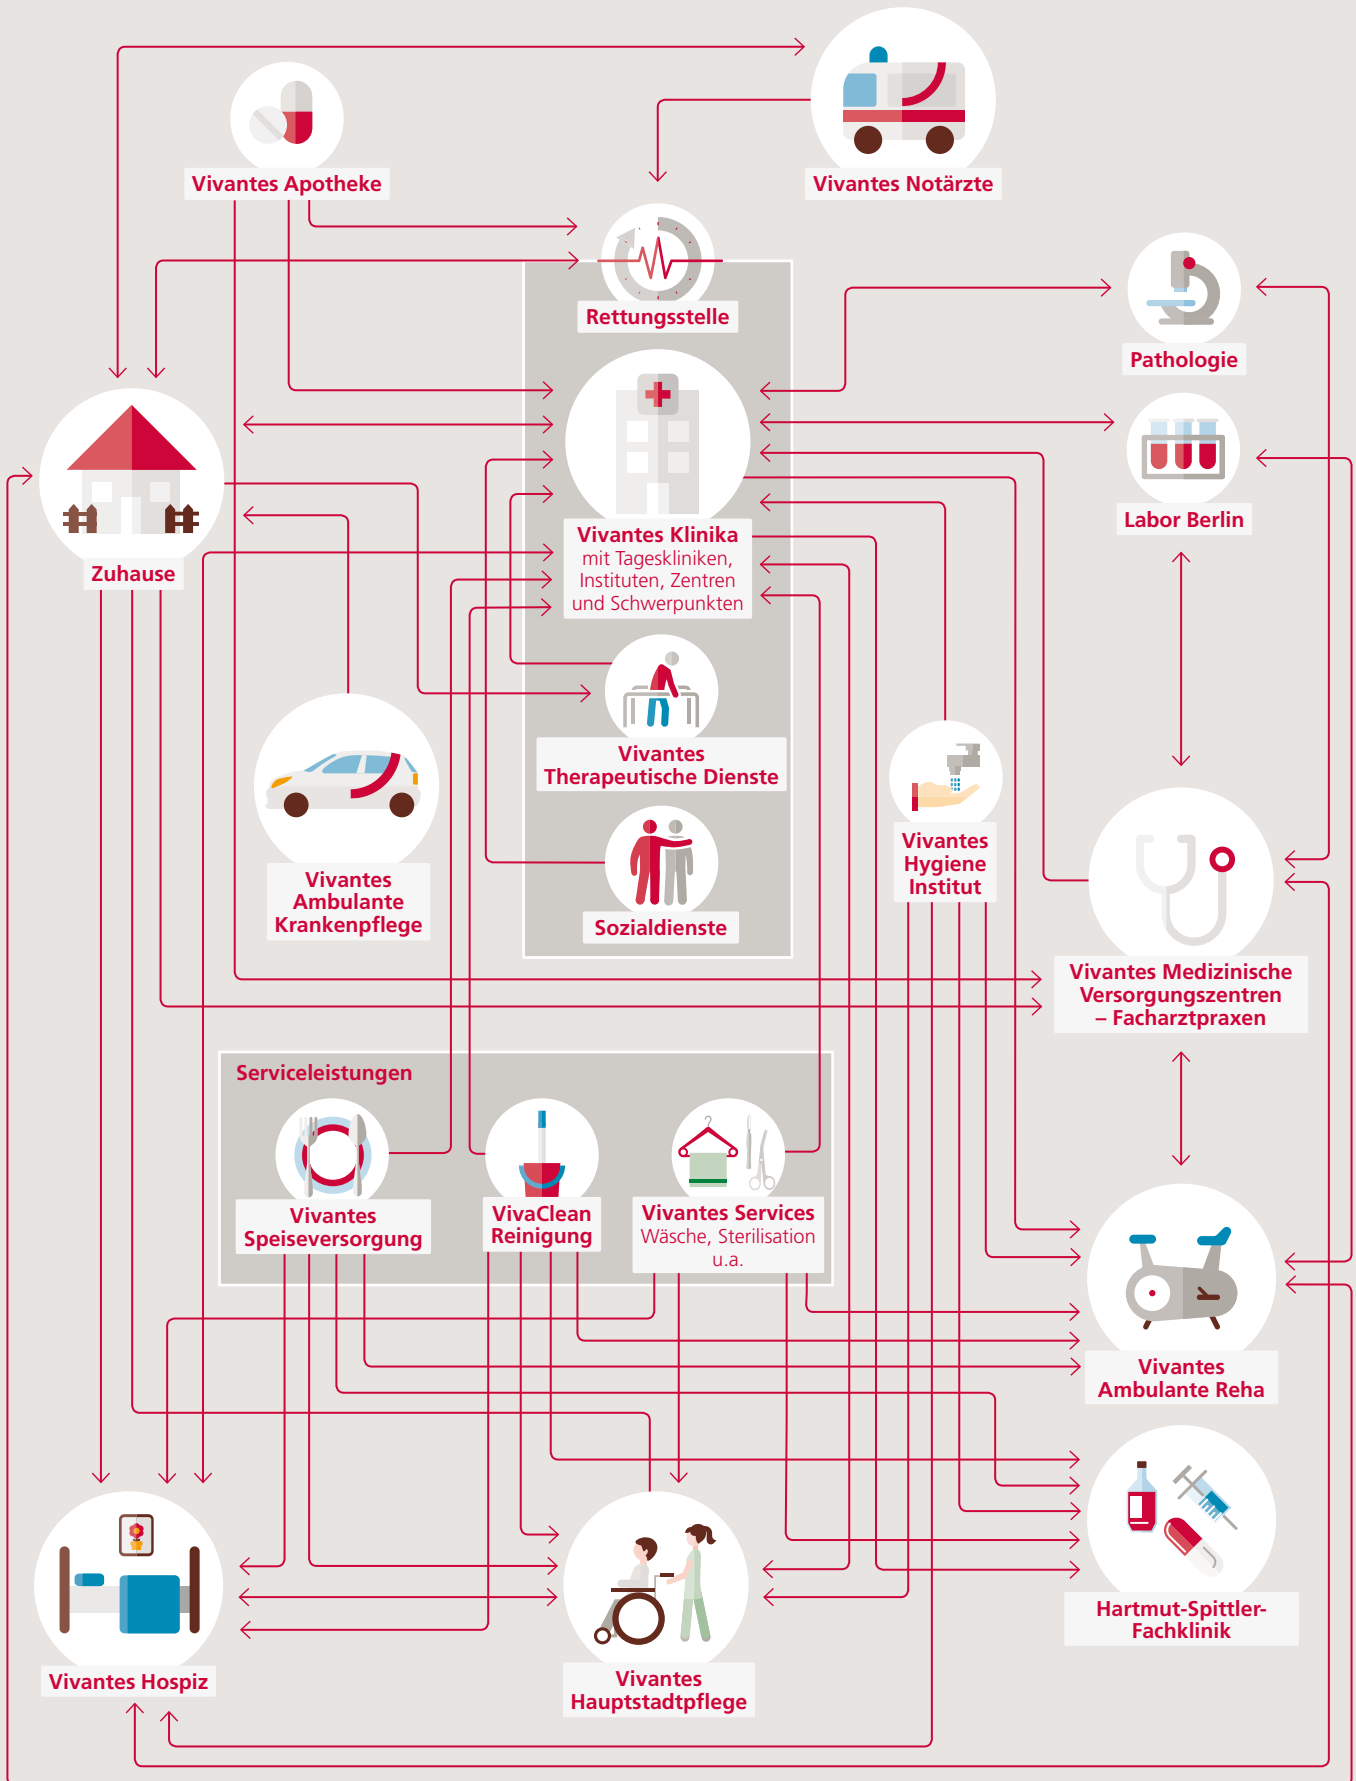 Vivantes Apotheke
Vivantes Notärzte
Rettungsstelle
Pathologie
Labor Berlin
Zuhause
Vivantes Klinika
mit Tageskliniken,
Instituten, Zentren
und Schwerpunkten
Vivantes
Therapeutische Dienste
Vivantes
Ambulante
Krankenpflege
Sozialdienste
Vivantes
Hygiene
Institut
Vivantes Medizinische
Versorgungszentren
– Facharztpraxen
Serviceleistungen
Vivantes
Speiseversorgung
VivaClean
Reinigung
Vivantes Services
Wäsche, Sterilisation
u.a.
Vivantes
Ambulante Reha
Hartmut-Spittler-
Fachklinik
Vivantes Hospiz
Vivantes
Hauptstadtpflege